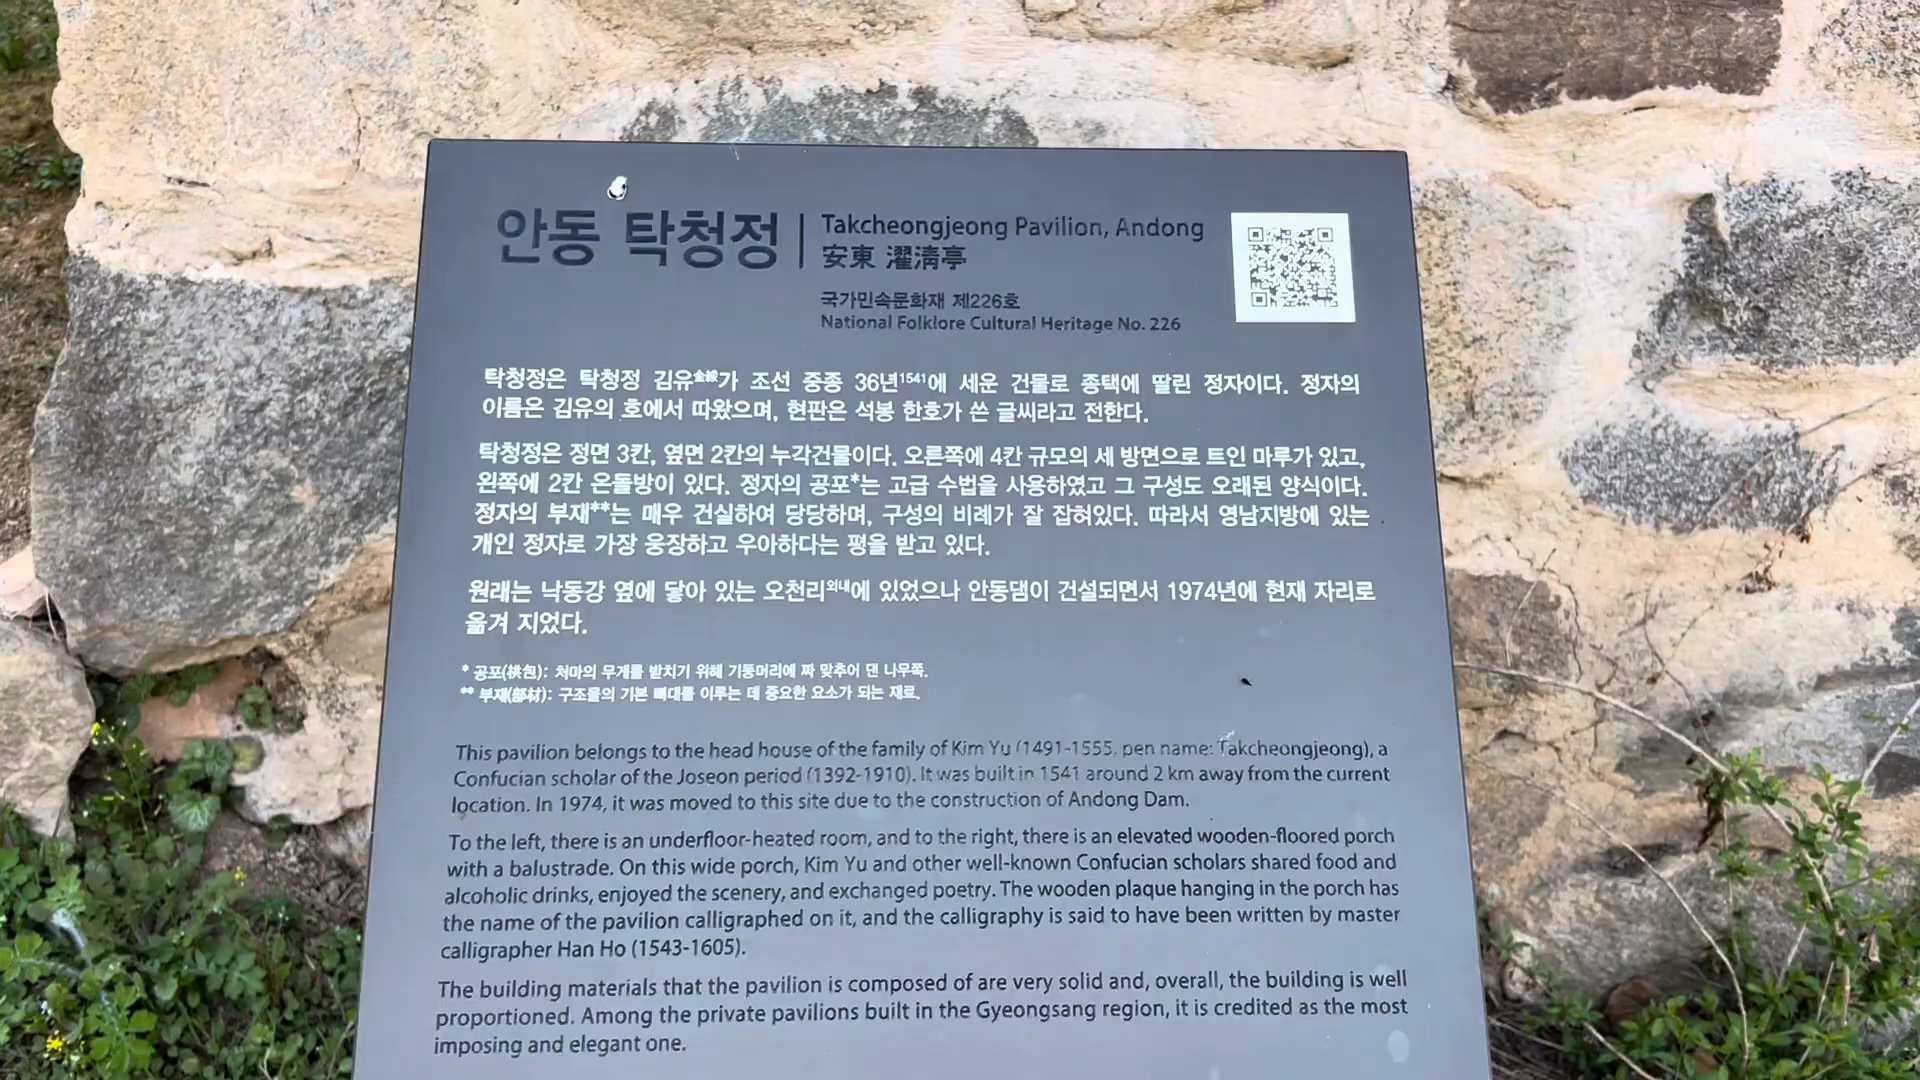 안동 탁청정
Takcheongjeong Pavilion, Andong
安東 濯淸亭
국가민속문화재 제226호
National Folklore Cultural Heritage No. 226
탁청정은 탁청정 김유金綏가 조선 중종 36년1541에 세운 건물로 종택에 딸린 정자이다. 정자의
이름은 김유의 호에서 따왔으며, 현판은 석봉 한호가 쓴 글씨라고 전한다.
탁청정은 정면 3칸, 옆면 2칸의 누각건물이다. 오른쪽에 4칸 규모의 세 방면으로 트인 마루가 있고,
왼쪽에 2칸 온돌방이 있다. 정자의 공포*는 고급 수법을 사용하였고 그 구성도 오래된 양식이다.
정자의 부재**는 매우 건실하여 당당하며, 구성의 비례가 잘 잡혀있다. 따라서 영남지방에 있는
개인 정자로 가장 웅장하고 우아하다는 평을 받고 있다.
원래는 낙동강 옆에 닿아 있는 오천리외내에 있었으나 안동댐이 건설되면서 1974년에 현재 자리로
옮겨 지었다.
* 공포(栱包): 처마의 무게를 받치기 위해 기둥머리에 짜 맞추어 댄 나무쪽.
** 부재(部材): 구조물의 기본 뼈대를 이루는 데 중요한 요소가 되는 재료.
This pavilion belongs to the head house of the family of Kim Yu (1491-1555, pen name: Takcheongjeong), a
Confucian scholar of the Joseon period (1392-1910). It was built in 1541 around 2 km away from the current
location. In 1974, it was moved to this site due to the construction of Andong Dam.
To the left, there is an underfloor-heated room, and to the right, there is an elevated wooden-floored porch
with a balustrade. On this wide porch, Kim Yu and other well-known Confucian scholars shared food and
alcoholic drinks, enjoyed the scenery, and exchanged poetry. The wooden plaque hanging in the porch has
the name of the pavilion calligraphed on it, and the calligraphy is said to have been written by master
calligrapher Han Ho (1543-1605).
The building materials that the pavilion is composed of are very solid and, overall, the building is well
proportioned. Among the private pavilions built in the Gyeongsang region, it is credited as the most
imposing and elegant one.